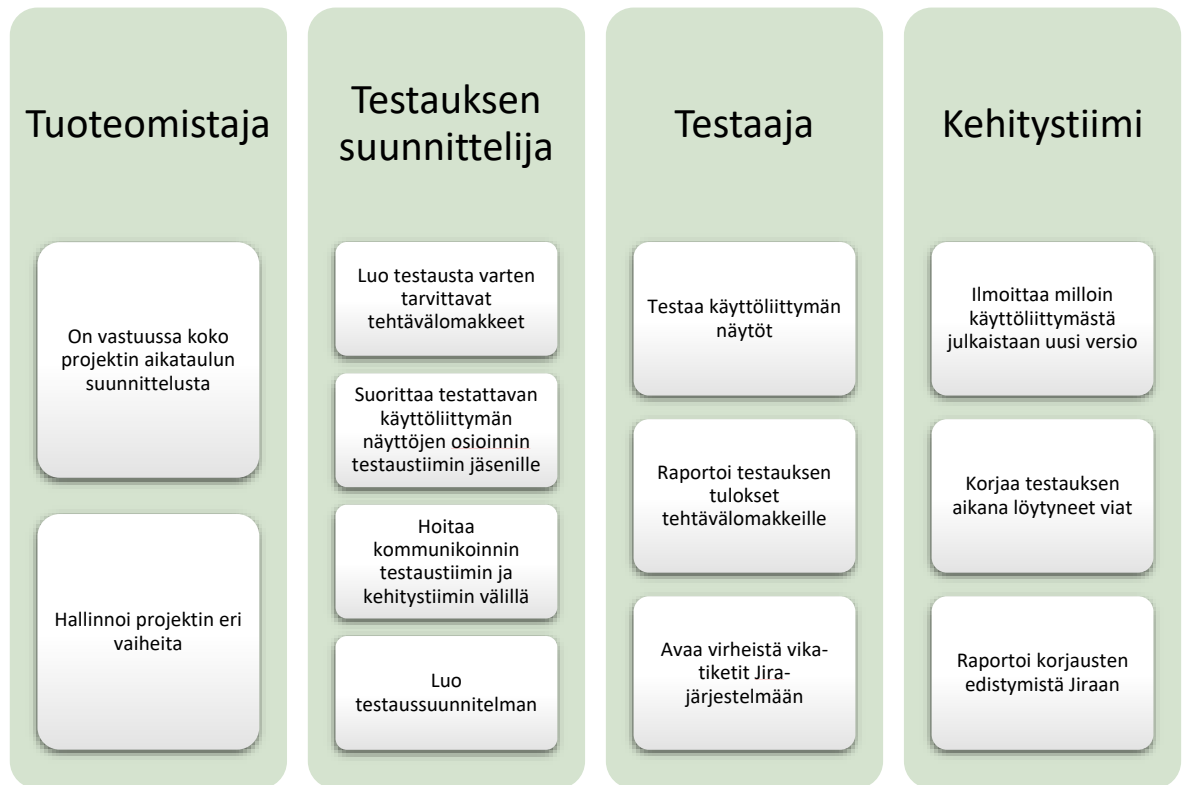 Tuoteomistaja
On vastuussa koko
projektin aikataulun
suunnittelusta
Hallinnoi projektin eri
vaiheita
Testauksen
suunnittelija
Luo testausta varten
tarvittavat
tehtävälomakkeet
Suorittaa testattavan
käyttöliittymän
näyttöjen osioinnin
testaustiimin jäsenille
Hoitaa
kommunikoinnin
testaustiimin ja
kehitystiimin välillä
Luo
testaussuunnitelman
Testaaja
Testaa käyttöliittymän
näytöt
Raportoi testauksen
tulokset
tehtävälomakkeille
Avaa virheistä vika-
tiketit Jira-
järjestelmään
Kehitystiimi
Ilmoittaa milloin
käyttöliittymästä
julkaistaan uusi versio
Korjaa testauksen
aikana löytyneet viat
Raportoi korjausten
edistymistä Jiraan